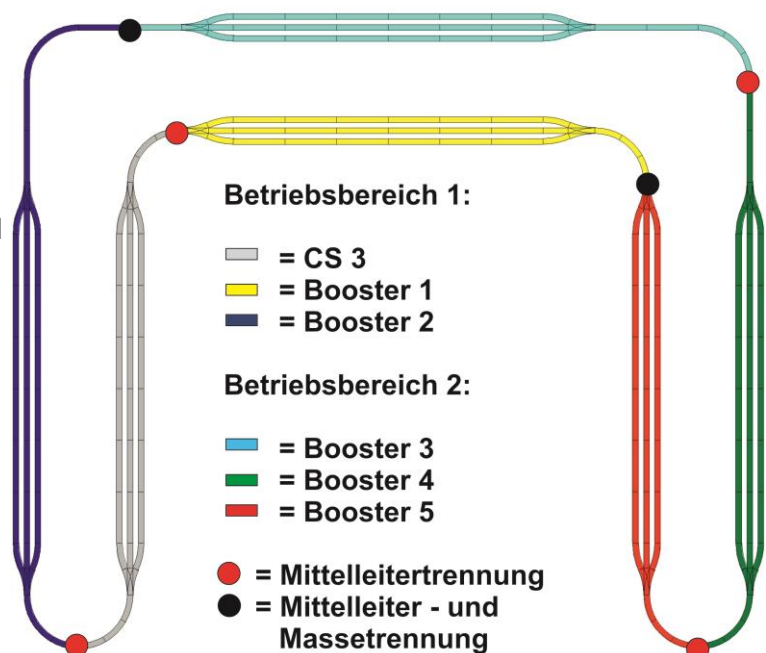 Betriebsbereich 1:
= CS 3
= Booster 1
= Booster 2
Betriebsbereich 2:
= Booster 3
= Booster 4
= Booster 5
= Mittelleitertrennung
= Mittelleiter - und
Massetrennung